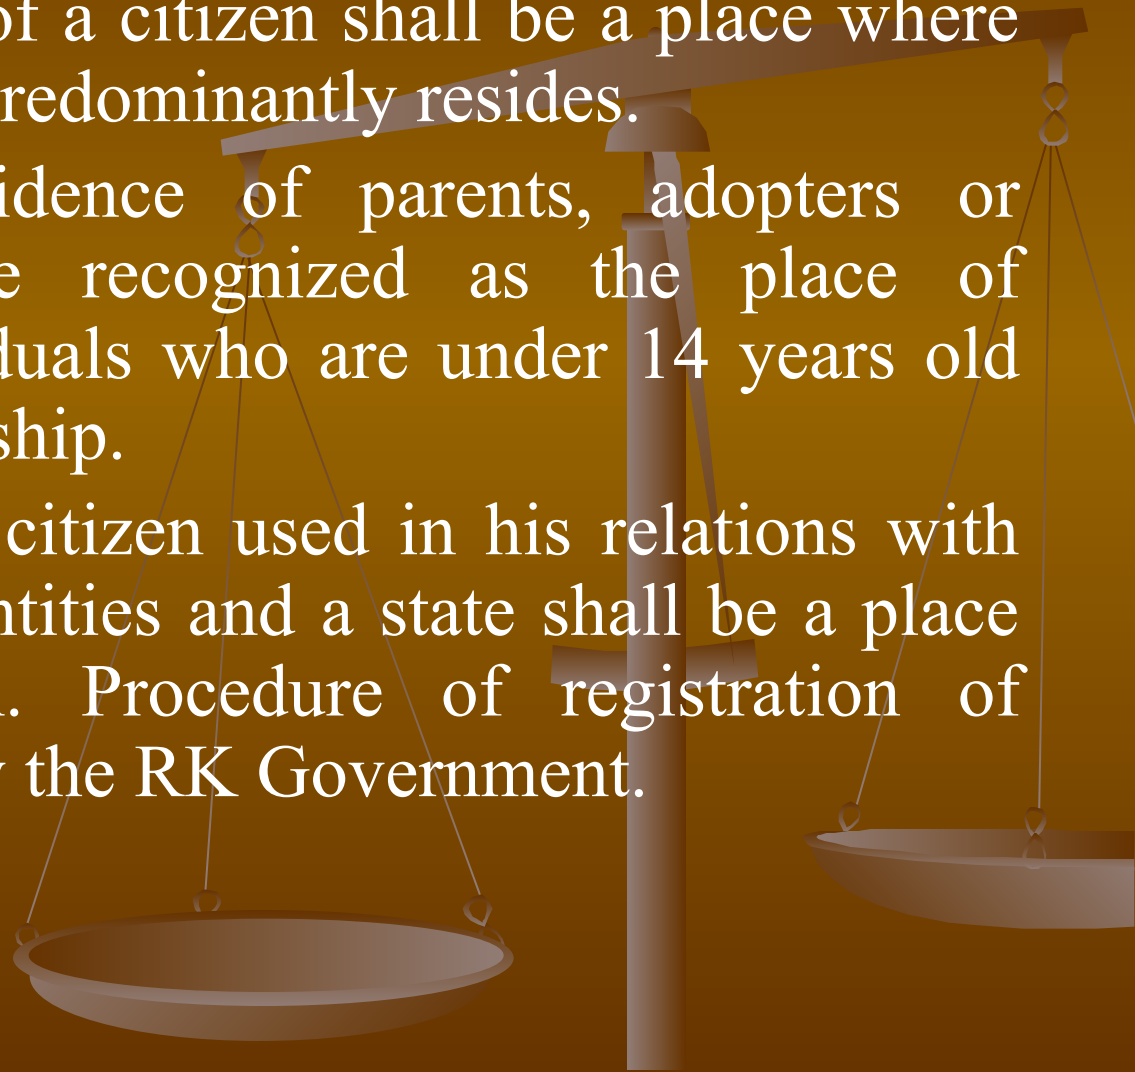 of a citizen shall be a place where
redominantly resides.
idence of parents, adopters or
e recognized as the place of
duals who are under 14 years old
ship.
citizen used in his relations with
ntities and a state shall be a place
. Procedure of registration of
the RK Government.